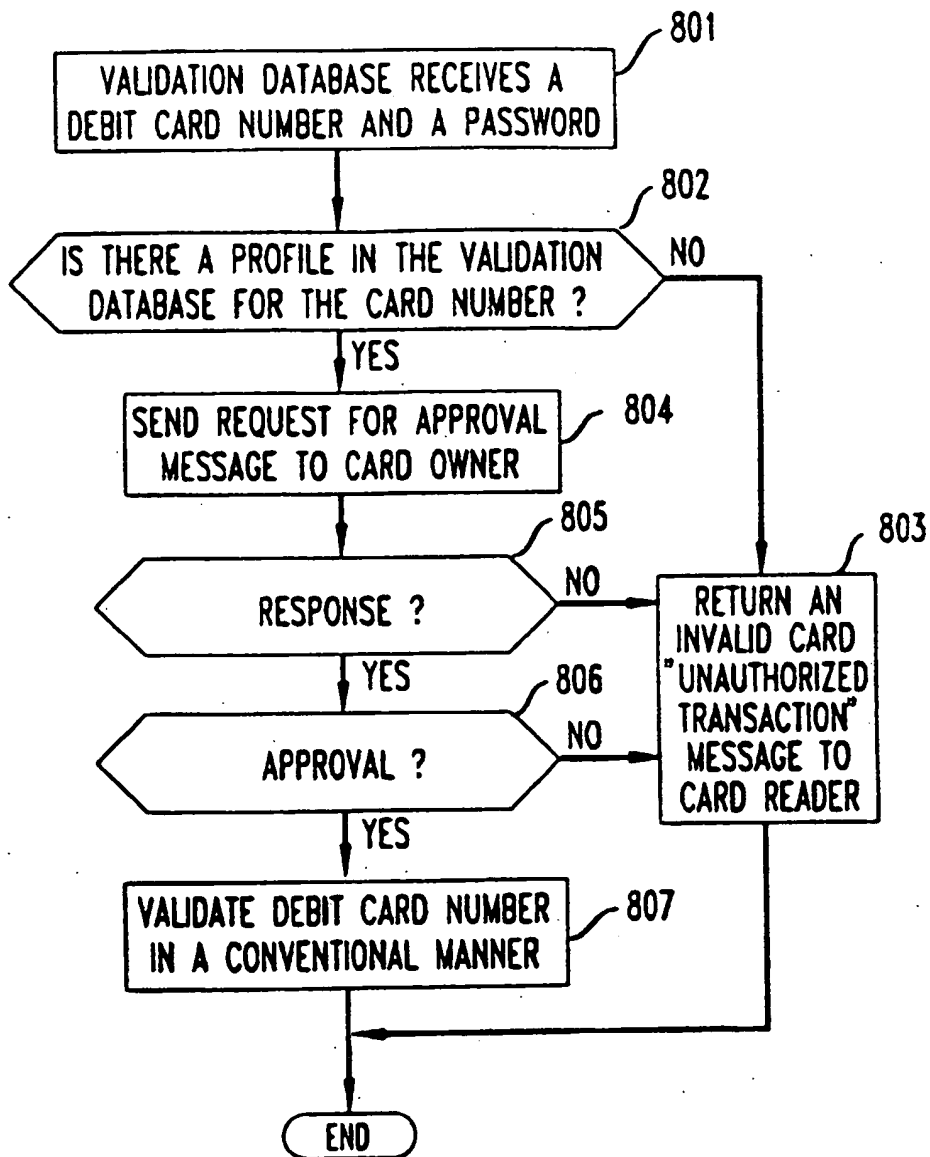 801
VALIDATION DATABASE RECEIVES A
DEBIT CARD NUMBER AND A PASSWORD
802
IS THERE A PROFILE IN THE VALIDATION
DATABASE FOR THE CARD NUMBER ?
NO
YES
SEND REQUEST FOR APPROVAL
MESSAGE TO CARD OWNER
804
805
RESPONSE ?
NO
YES
803
RETURN AN
INVALID CARD
"UNAUTHORIZED
TRANSACTION"
MESSAGE TO
CARD READER
806
APPROVAL ?
NO
YES
VALIDATE DEBIT CARD NUMBER
IN A CONVENTIONAL MANNER
807
END